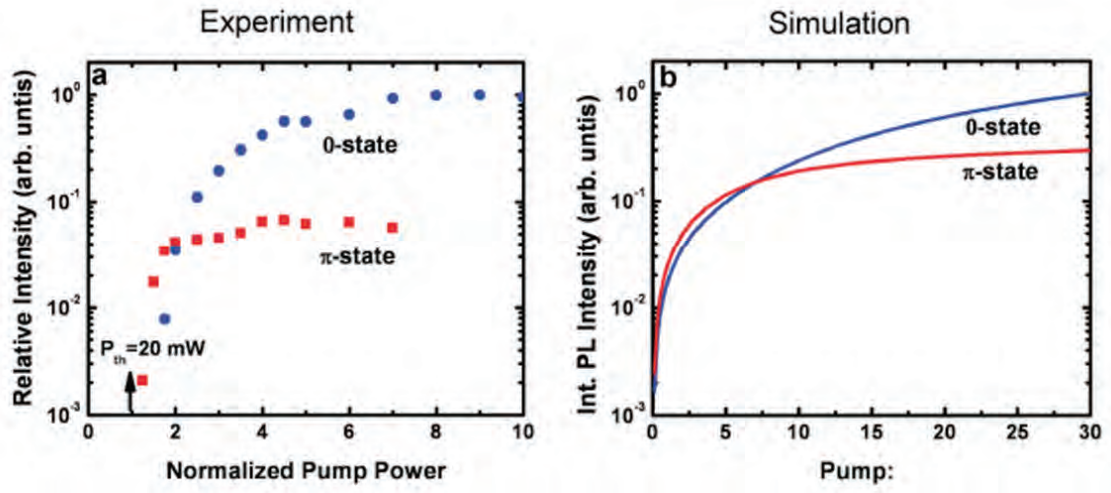 Experiment
Simulation
a
b
Relative Intensity (arb. untis)
10⁰
10⁻¹
10⁻²
10⁻³
0-state
π-state
Pₜₕ=20 mW
0 2 4 6 8 10
Normalized Pump Power
Int. PL Intensity (arb. untis)
10⁰
10⁻¹
10⁻²
10⁻³
0-state
π-state
0 5 10 15 20 25 30
Pump: